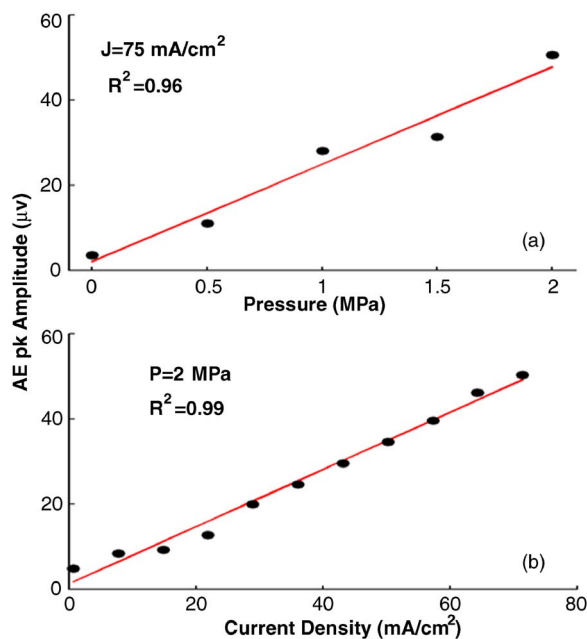 60
40
20
0
J=75 mA/cm²
R²=0.96
(a)
0 0.5 1 1.5 2
Pressure (MPa)
AE pk Amplitude (μv)
60
40
20
0
P=2 MPa
R²=0.99
(b)
0 20 40 60 80
Current Density (mA/cm²)